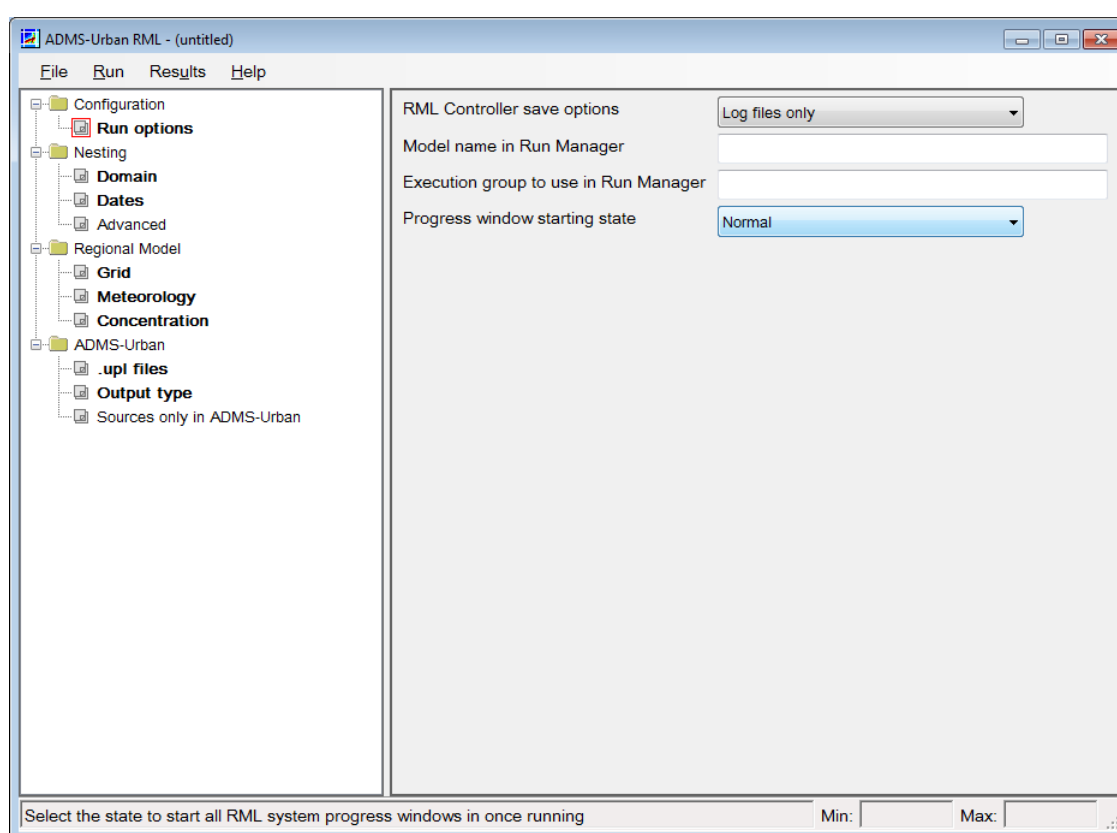 ADMS-Urban RML - (untitled)
File Run Results Help
Configuration
Run options
Nesting
Domain
Dates
Advanced
Regional Model
Grid
Meteorology
Concentration
ADMS-Urban
.upl files
Output type
Sources only in ADMS-Urban
RML Controller save options Log files only
Model name in Run Manager
Execution group to use in Run Manager
Progress window starting state Normal
Select the state to start all RML system progress windows in once running Min: Max: